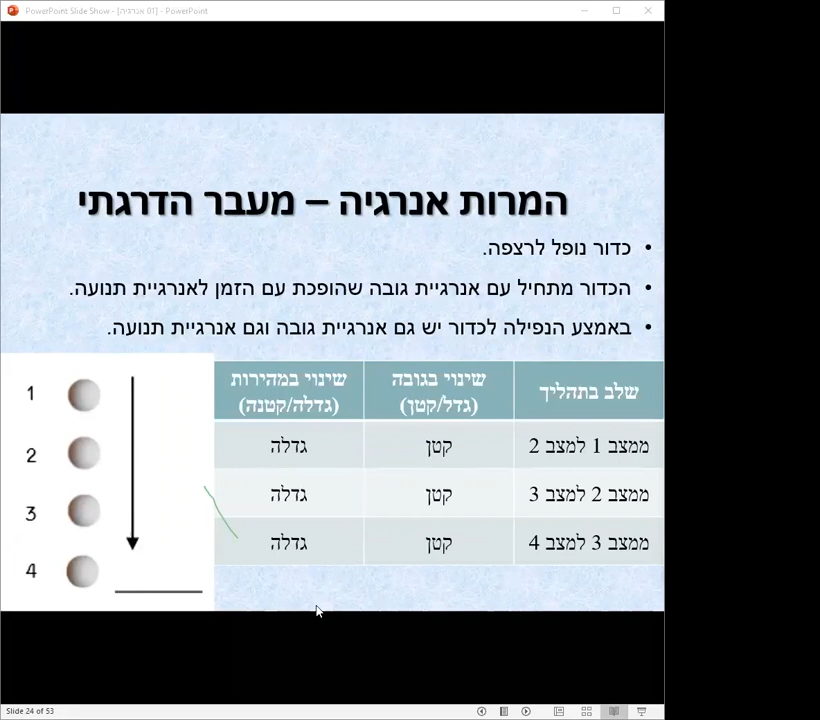 PowerPoint Slide Show - [01 אנרגיה] - PowerPoint
המרות אנרגיה – מעבר הדרגתי
• כדור נופל לרצפה.
• הכדור מתחיל עם אנרגיית גובה שהופכת עם הזמן לאנרגיית תנועה.
• באמצע הנפילה לכדור יש גם אנרגיית גובה וגם אנרגיית תנועה.
שלב בתהליך שינוי בגובה (גדל/קטן) שינוי במהירות (גדלה/קטנה)
ממצב 1 למצב 2 קטן גדלה
ממצב 2 למצב 3 קטן גדלה
ממצב 3 למצב 4 קטן גדלה
1
2
3
4
Slide 24 of 53